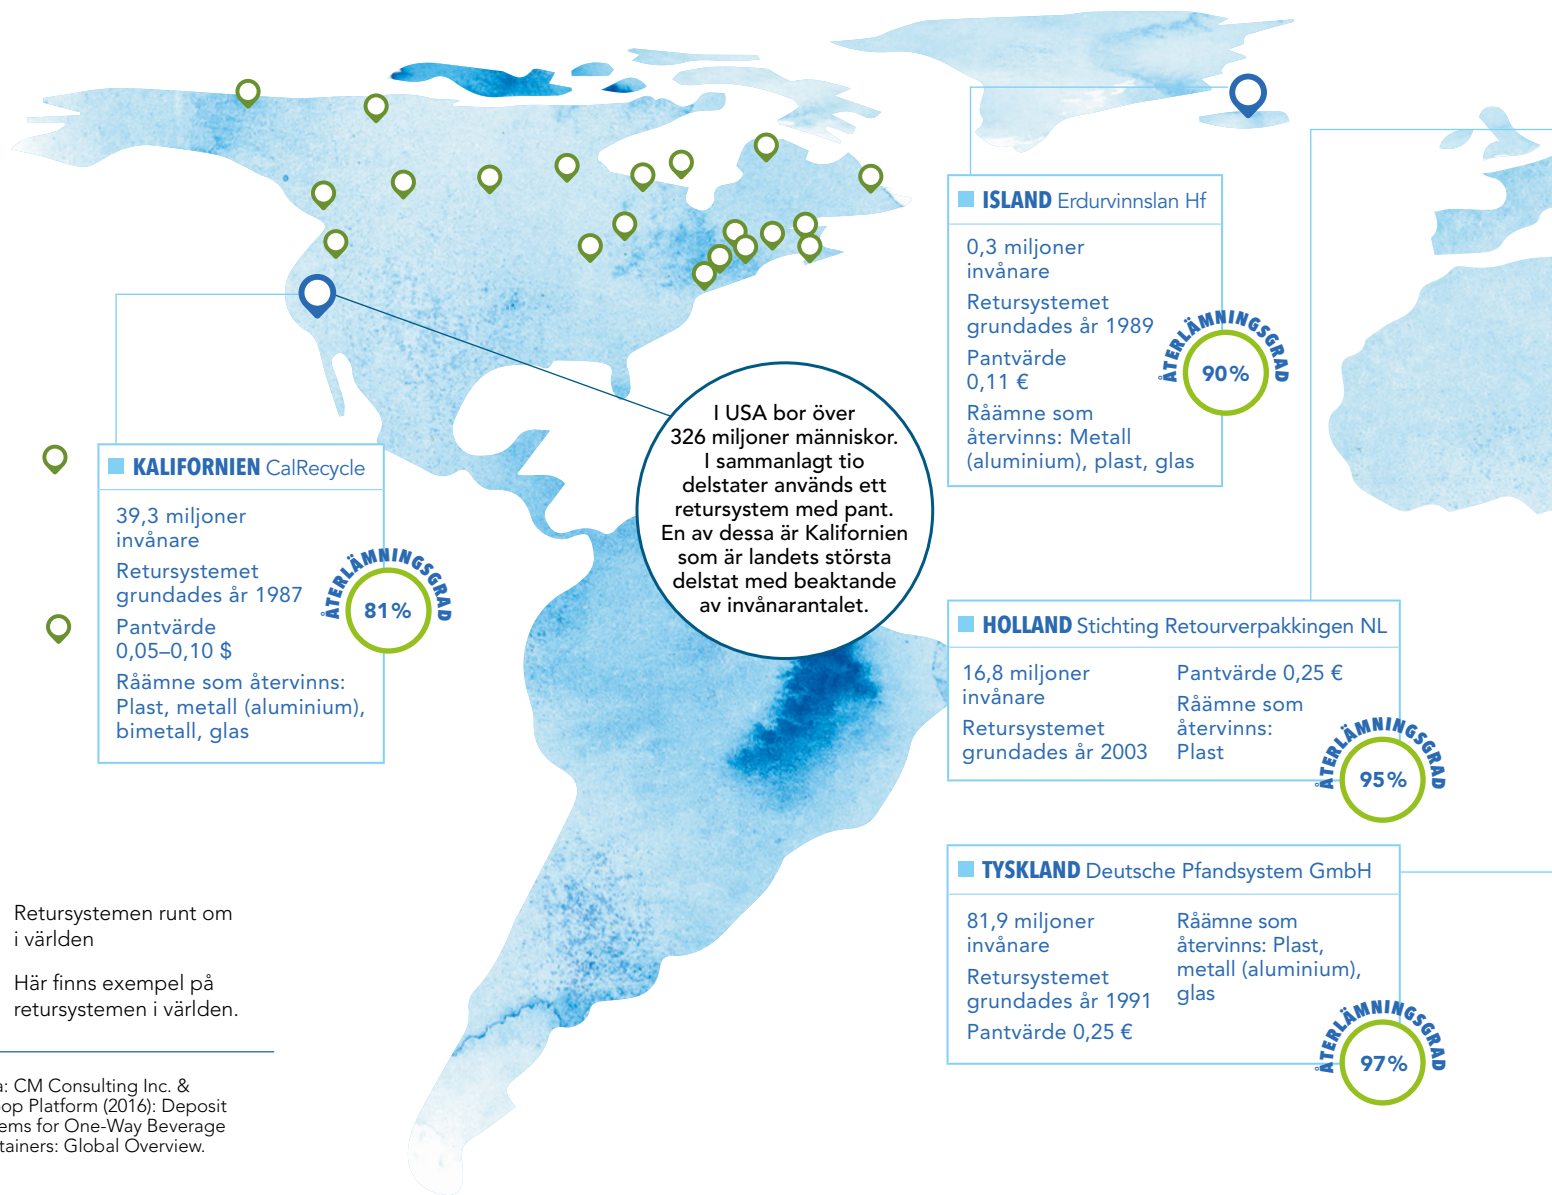 ISLAND Erdurvinnslan Hf
0,3 miljoner
invånare
Retursystemet
grundades år 1989
Pantvärde
0,11 €
Råämne som
återvinns: Metall
(aluminium), plast, glas
ÅTERLÄMNINGSGRAD
90%
I USA bor över
326 miljoner människor.
I sammanlagt tio
delstater används ett
retursystem med pant.
En av dessa är Kalifornien
som är landets största
delstat med beaktande
av invånarantalet.
KALIFORNIEN CalRecycle
39,3 miljoner
invånare
Retursystemet
grundades år 1987
Pantvärde
0,05–0,10 $
Råämne som återvinns:
Plast, metall (aluminium),
bimetall, glas
ÅTERLÄMNINGSGRAD
81%
HOLLAND Stichting Retourverpakkingen NL
16,8 miljoner
invånare
Retursystemet
grundades år 2003
Pantvärde 0,25 €
Råämne som
återvinns:
Plast
ÅTERLÄMNINGSGRAD
95%
TYSKLAND Deutsche Pfandsystem GmbH
81,9 miljoner
invånare
Retursystemet
grundades år 1991
Pantvärde 0,25 €
Råämne som
återvinns: Plast,
metall (aluminium),
glas
ÅTERLÄMNINGSGRAD
97%
Retursystemen runt om
i världen
Här finns exempel på
retursystemen i världen.
CM Consulting Inc. &
Platform (2016): Deposit
for One-Way Beverage
Global Overview.